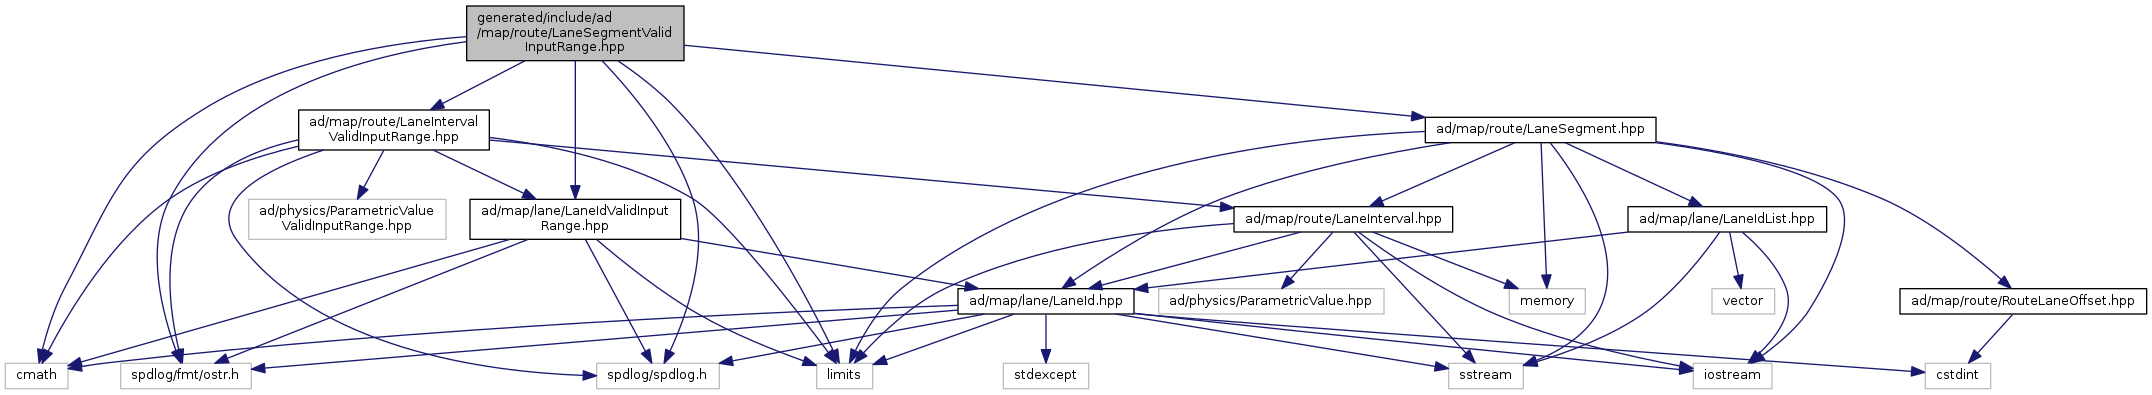 generated/include/ad
/map/route/LaneSegmentValid
InputRange.hpp
ad/map/route/LaneInterval
ValidInputRange.hpp
ad/map/route/LaneSegment.hpp
ad/physics/ParametricValue
ValidInputRange.hpp
ad/map/lane/LaneIdValidInput
Range.hpp
ad/map/route/LaneInterval.hpp
ad/map/lane/LaneIdList.hpp
ad/map/lane/LaneId.hpp
ad/physics/ParametricValue.hpp
memory
vector
ad/map/route/RouteLaneOffset.hpp
cmath
spdlog/fmt/ostr.h
spdlog/spdlog.h
limits
stdexcept
sstream
iostream
cstdint